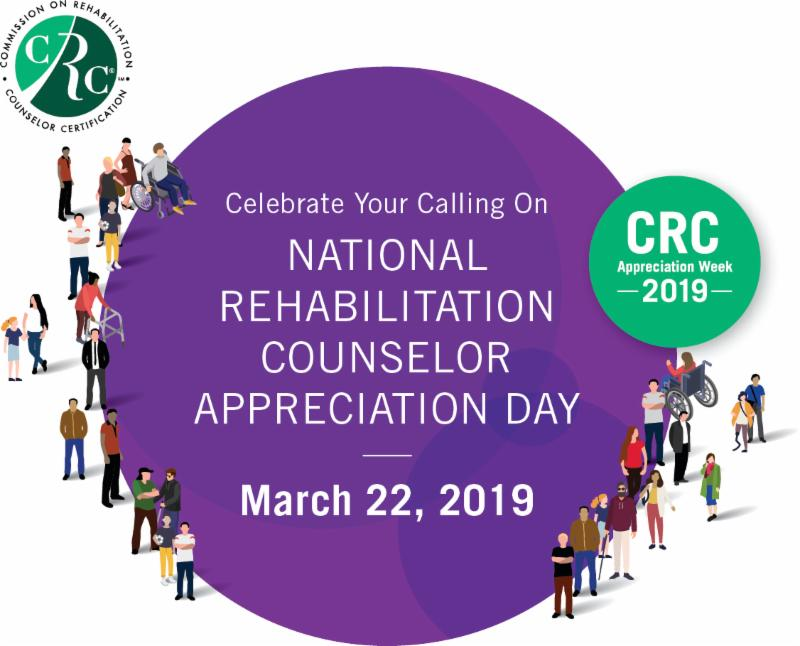 COMMISSION ON REHABILITATION
COUNSELOR CERTIFICATION
CRC®
SM
Celebrate Your Calling On
NATIONAL
REHABILITATION
COUNSELOR
APPRECIATION DAY
March 22, 2019
CRC
Appreciation Week
—2019—